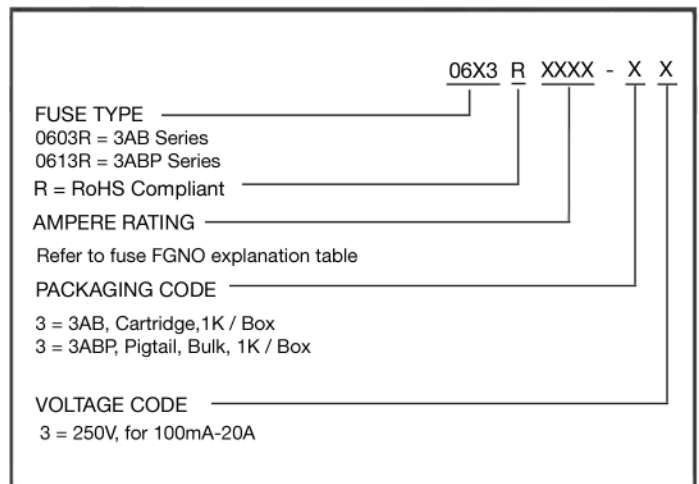 06X3 R XXXX - X X
FUSE TYPE
0603R = 3AB Series
0613R = 3ABP Series
R = RoHS Compliant
AMPERE RATING
Refer to fuse FGNO explanation table
PACKAGING CODE
3 = 3AB, Cartridge,1K / Box
3 = 3ABP, Pigtail, Bulk, 1K / Box
VOLTAGE CODE
3 = 250V, for 100mA-20A